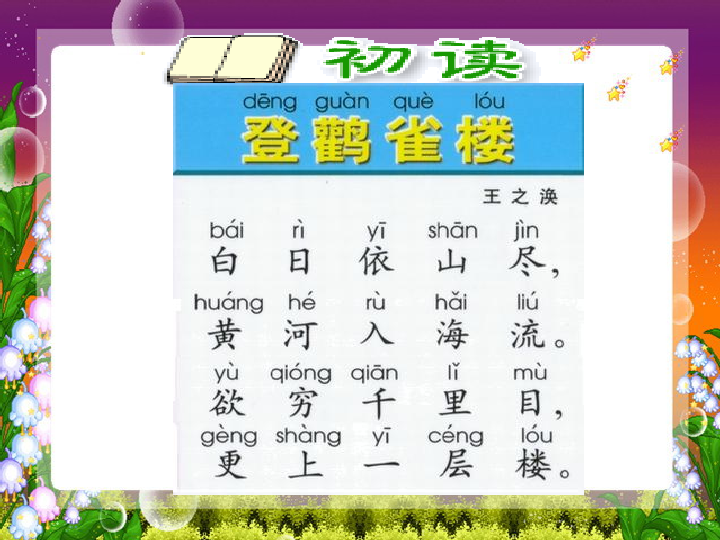 初读
dēng guàn què lóu
登鹳雀楼
王之涣
bái rì yī shān jìn
白日依山尽，
huáng hé rù hǎi liú
黄河入海流。
yù qióng qiān lǐ mù
欲穷千里目，
gèng shàng yī céng lóu
更上一层楼。